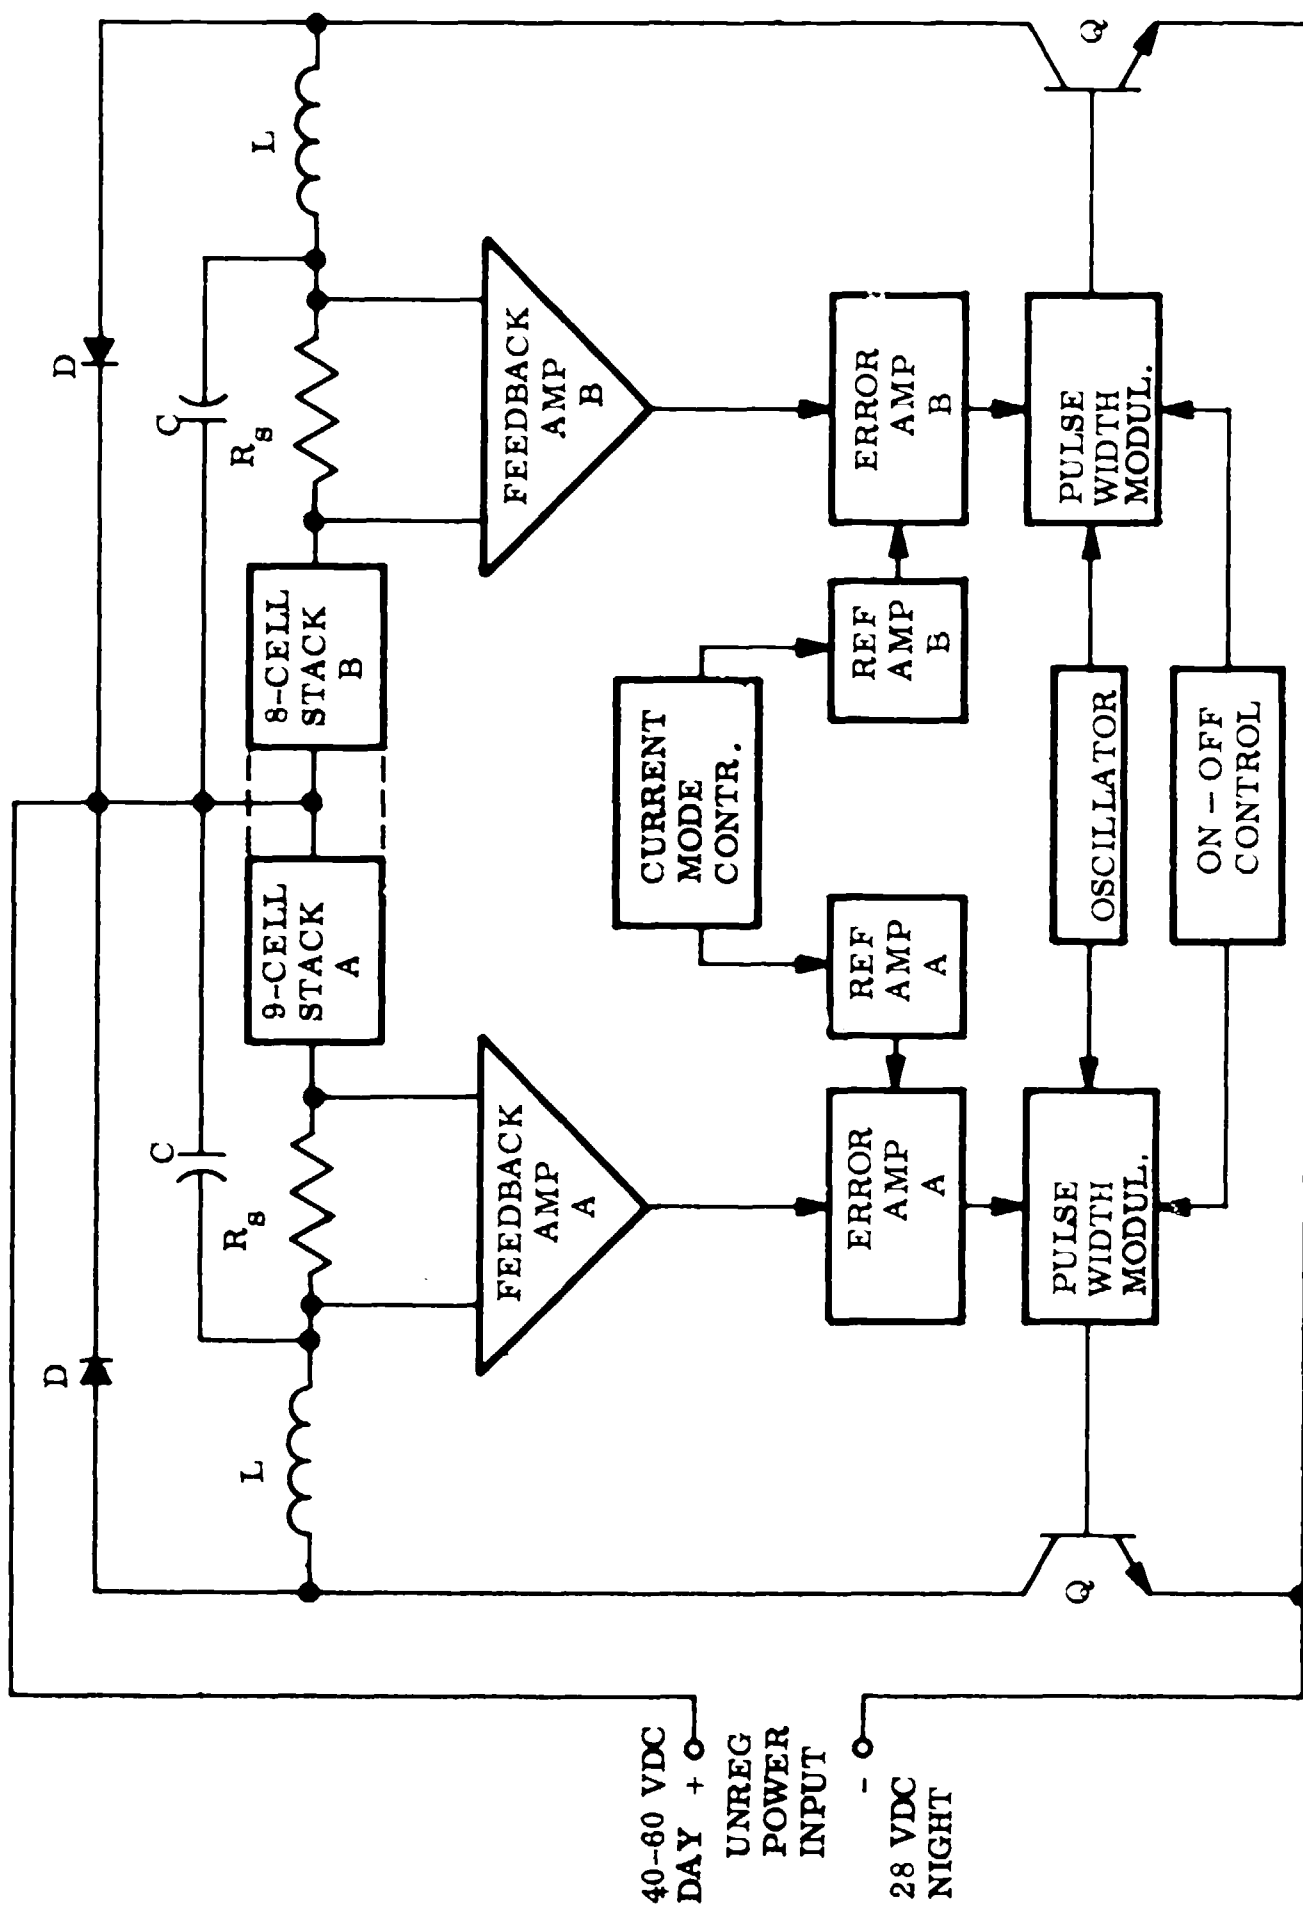 D
D
C
C
L
R
s
9-CELL
STACK
A
8-CELL
STACK
B
R
s
L
FEEDBACK
AMP
A
FEEDBACK
AMP
B
CURRENT
MODE
CONTR.
40-60 VDC
DAY +
UNREG
POWER
INPUT
-
28 VDC
NIGHT
ERROR
AMP
A
REF
AMP
A
REF
AMP
B
ERROR
AMP
B
Q
PULSE
WIDTH
MODUL.
OSCILLATOR
PULSE
WIDTH
MODUL.
Q
ON-OFF
CONTROL